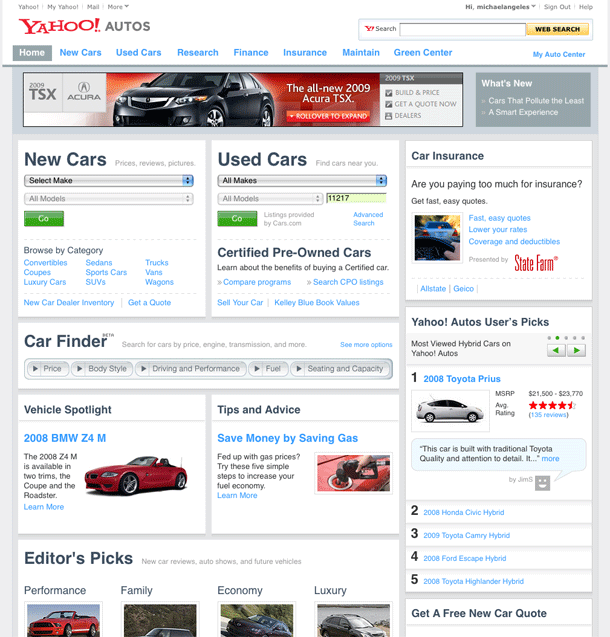 Yahoo! My Yahoo! Mail More
Hi, michaelangeles Sign Out Help
YAHOO! AUTOS
Y! Search WEB SEARCH
Home New Cars Used Cars Research Finance Insurance Maintain Green Center My Auto Center
2009
TSX
ACURA
The all-new 2009
Acura TSX.
ROLLOVER TO EXPAND
2009 TSX
BUILD & PRICE
GET A QUOTE NOW
DEALERS
What's New
» Cars That Pollute the Least
» A Smart Experience
New Cars Prices, reviews, pictures.
Select Make
All Models
Go
Browse by Category
Convertibles Sedans Trucks
Coupes Sports Cars Vans
Luxury Cars SUVs Wagons
New Car Dealer Inventory | Get a Quote
Used Cars Find cars near you.
All Makes
All Models 11217
Go
Listings provided
by Cars.com
Advanced
Search
Certified Pre-Owned Cars
Learn about the benefits of buying a Certified car.
» Compare programs » Search CPO listings
Sell Your Car | Kelley Blue Book Values
Car Insurance
Are you paying too much for insurance?
Get fast, easy quotes.
Fast, easy quotes
Lower your rates
Coverage and deductibles
Presented by State Farm®
| Allstate | Geico |
Car Finder BETA Search for cars by price, engine, transmission, and more. See more options
Price Body Style Driving and Performance Fuel Seating and Capacity
Vehicle Spotlight
2008 BMW Z4 M
The 2008 Z4 M
is available in
two trims, the
Coupe and the
Roadster.
Learn More
Tips and Advice
Save Money by Saving Gas
Fed up with gas prices?
Try these five simple
steps to increase your
fuel economy.
Learn More
Yahoo! Autos User's Picks
Most Viewed Hybrid Cars on
Yahoo! Autos
1 2008 Toyota Prius
MSRP $21,500 - $23,770
Avg.
Rating
(135 reviews)
"This car is built with traditional Toyota
Quality and attention to detail. It..." more
by JimS
2 2008 Honda Civic Hybrid
3 2009 Toyota Camry Hybrid
4 2008 Ford Escape Hybrid
5 2008 Toyota Highlander Hybrid
Editor's Picks New car reviews, auto shows, and future vehicles
Performance Family Economy Luxury
Get A Free New Car Quote